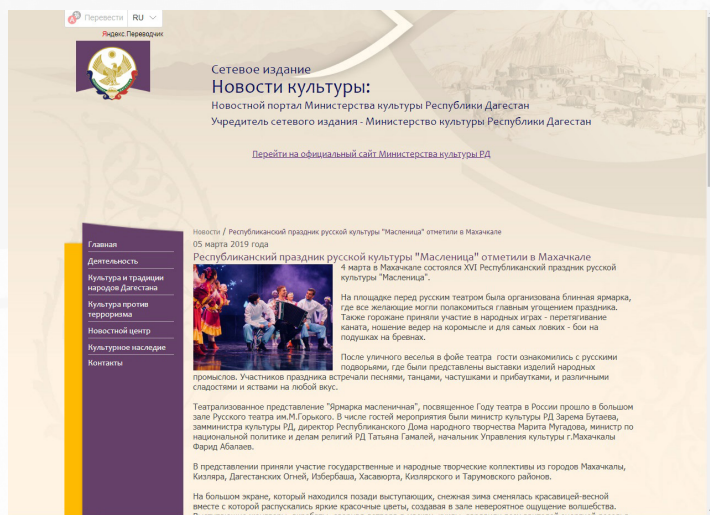 Перевести RU
Яндекс.Переводчик
Сетевое издание
Новости культуры:
Новостной портал Министерства культуры Республики Дагестан
Учредитель сетевого издания - Министерство культуры Республики Дагестан
Перейти на официальный сайт Министерства культуры РД
Главная
Деятельность
Культура и традиции
народов Дагестана
Культура против
терроризма
Новостной центр
Культурное наследие
Контакты
Новости / Республиканский праздник русской культуры "Масленица" отметили в Махачкале
05 марта 2019 года
Республиканский праздник русской культуры "Масленица" отметили в Махачкале
4 марта в Махачкале состоялся XVI Республиканский праздник русской
культуры "Масленица".
На площадке перед русским театром была организована блинная ярмарка,
где все желающие могли полакомиться главным угощением праздника.
Также горожане приняли участие в народных играх - перетягивание
каната, ношение ведер на коромысле и для самых ловких - бои на
подушках на бревнах.
После уличного веселья в фойе театра гости ознакомились с русскими
подворьями, где были представлены выставки изделий народных
промыслов. Участников праздника встречали песнями, танцами, частушками и прибаутками, и различными
сладостями и яствами на любой вкус.
Театрализованное представление "Ярмарка масленичная", посвященное Году театра в России прошло в большом
зале Русского театра им.М.Горького. В числе гостей мероприятия были министр культуры РД Зарема Бутаева,
замминистра культуры РД, директор Республиканского Дома народного творчества Марита Мугадова, министр по
национальной политике и делам религий РД Татьяна Гамалей, начальник Управления культуры г.Махачкалы
Фарид Абалаев.
В представлении приняли участие государственные и народные творческие коллективы из городов Махачкалы,
Кизляра, Дагестанских Огней, Избербаша, Хасавюрта, Кизлярского и Тарумовского районов.
На большом экране, который находился позади выступающих, снежная зима сменялась красавицей-весной
вместе с которой распускались яркие красочные цветы, создавая в зале невероятное ощущение волшебства.